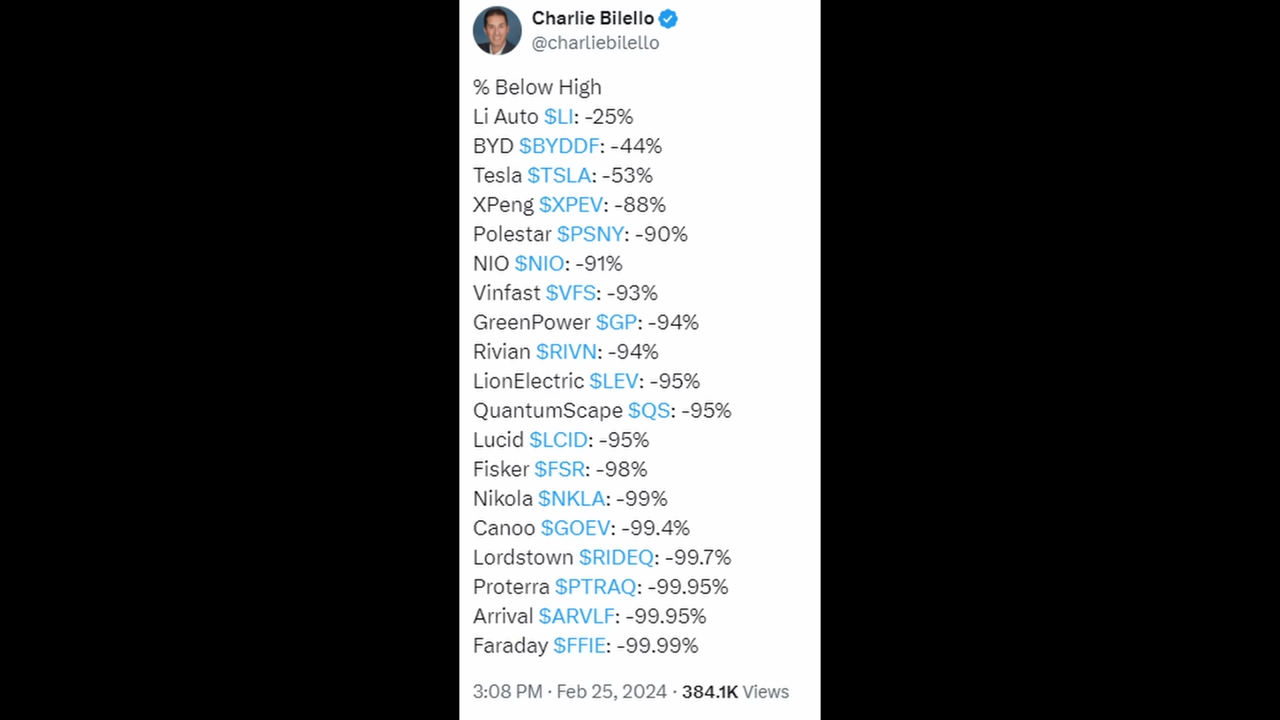 Charlie Bilello
@charliebilello
% Below High
Li Auto $LI: -25%
BYD $BYDDF: -44%
Tesla $TSLA: -53%
XPeng $XPEV: -88%
Polestar $PSNY: -90%
NIO $NIO: -91%
Vinfast $VFS: -93%
GreenPower $GP: -94%
Rivian $RIVN: -94%
LionElectric $LEV: -95%
QuantumScape $QS: -95%
Lucid $LCID: -95%
Fisker $FSR: -98%
Nikola $NKLA: -99%
Canoo $GOEV: -99.4%
Lordstown $RIDEQ: -99.7%
Proterra $PTRAQ: -99.95%
Arrival $ARVLF: -99.95%
Faraday $FFIE: -99.99%
3:08 PM · Feb 25, 2024 · 384.1K Views